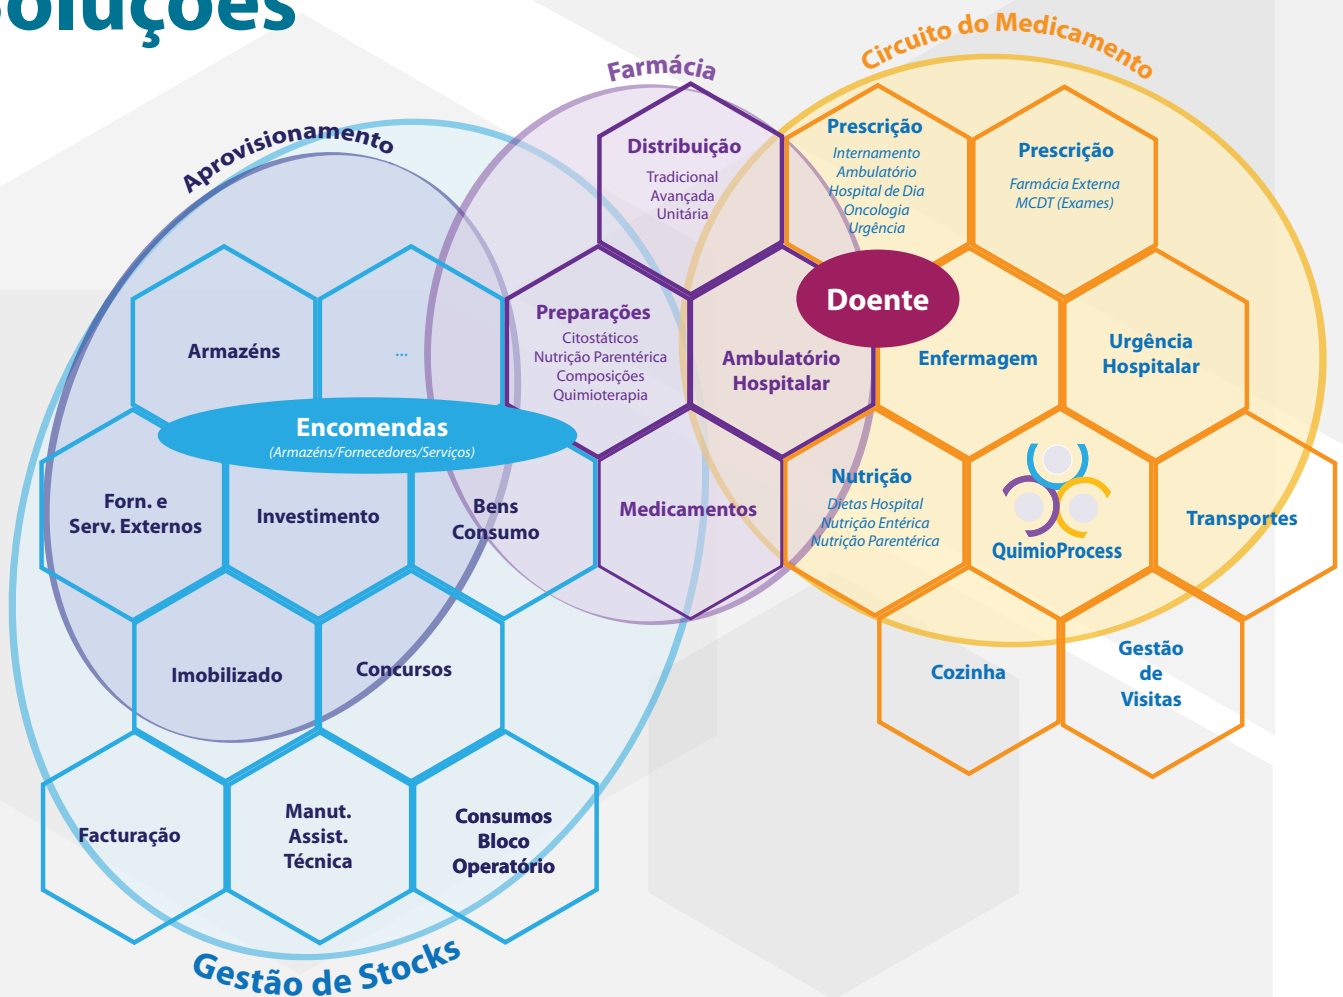 Soluções
Circuito do Medicamento
Farmácia
Aprovisionamento
Distribuição
Tradicional
Avançada
Unitária
Prescrição
Internamento
Ambulatório
Hospital de Dia
Oncologia
Urgência
Prescrição
Farmácia Externa
MCDT (Exames)
Doente
Armazéns
...
Preparações
Citostáticos
Nutrição Parentérica
Composições
Quimioterapia
Ambulatório
Hospitalar
Enfermagem
Urgência
Hospitalar
Encomendas
(Armazéns/Fornecedores/Serviços)
Forn. e
Serv. Externos
Investimento
Bens
Consumo
Medicamentos
Nutrição
Dietas Hospital
Nutrição Entérica
Nutrição Parentérica
QuimioProcess
Transportes
Imobilizado
Concursos
Cozinha
Gestão
de
Visitas
Facturação
Manut.
Assist.
Técnica
Consumos
Bloco
Operatório
Gestão de Stocks